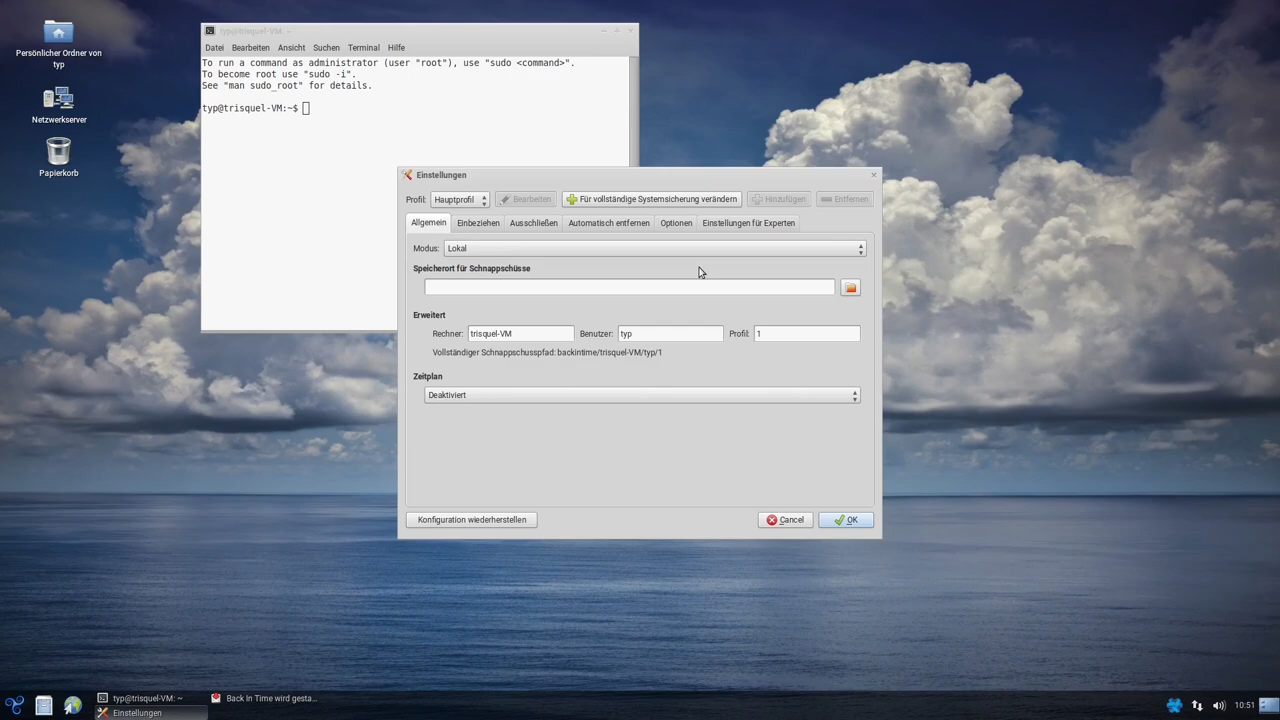 Persönlicher Ordner von
typ
Netzwerkserver
Papierkorb
typ@trisquel-VM: ~
Datei Bearbeiten Ansicht Suchen Terminal Hilfe
To run a command as administrator (user "root"), use "sudo <command>".
To become root use "sudo -i".
See "man sudo_root" for details.
typ@trisquel-VM:~$
Einstellungen
Profil: Hauptprofil Bearbeiten Für vollständige Systemsicherung verändern Hinzufügen Entfernen
Allgemein Einbeziehen Ausschließen Automatisch entfernen Optionen Einstellungen für Experten
Modus: Lokal
Speicherort für Schnappschüsse
Erweitert
Rechner: trisquel-VM Benutzer: typ Profil: 1
Vollständiger Schnappschusspfad: backintime/trisquel-VM/typ/1
Zeitplan
Deaktiviert
Konfiguration wiederherstellen Cancel OK
typ@trisquel-VM: ~ Back In Time wird gesta...
Einstellungen
10:51